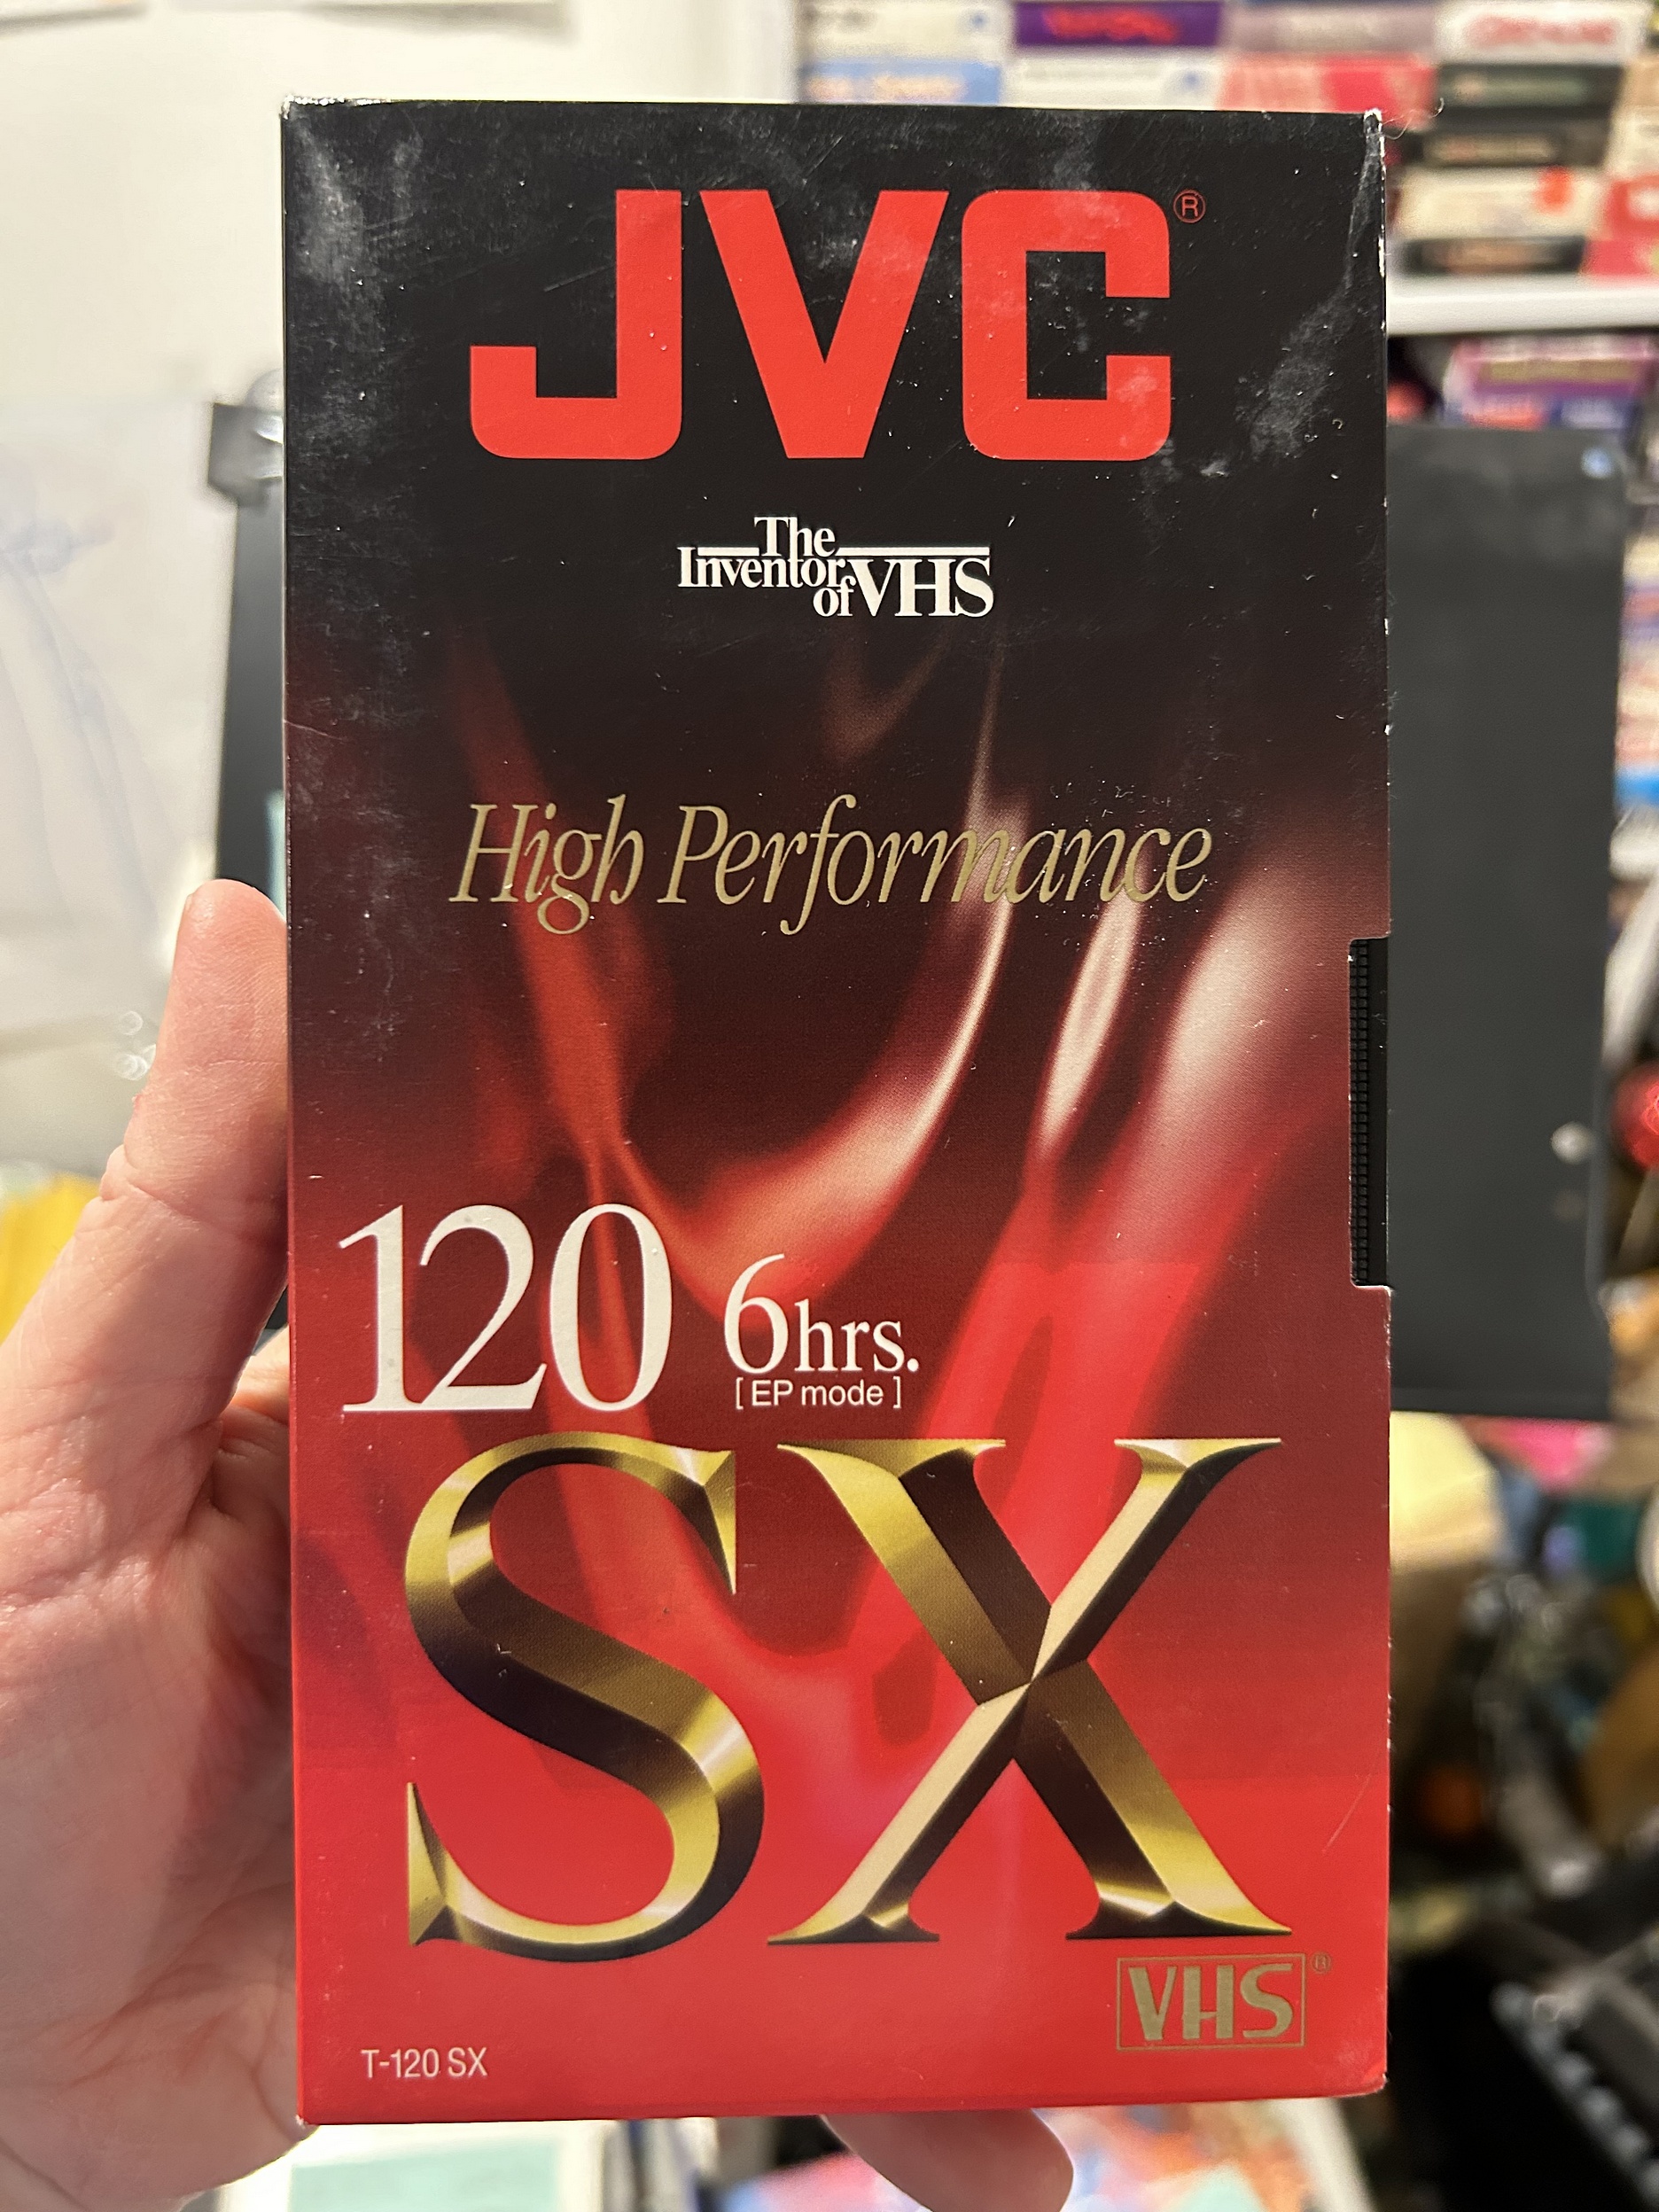 JVC®
The
Inventor
of VHS
High Performance
120 6hrs.
[ EP mode ]
SX
VHS®
T-120 SX